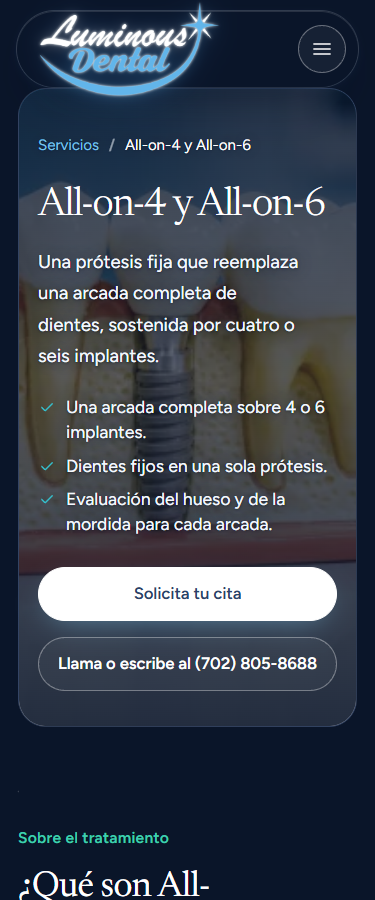 Luminous
Dental
Servicios / All-on-4 y All-on-6
All-on-4 y All-on-6
Una prótesis fija que reemplaza
una arcada completa de
dientes, sostenida por cuatro o
seis implantes.
Una arcada completa sobre 4 o 6
implantes.
Dientes fijos en una sola prótesis.
Evaluación del hueso y de la
mordida para cada arcada.
Solicita tu cita
Llama o escribe al (702) 805-8688
Sobre el tratamiento
¿Qué son All-